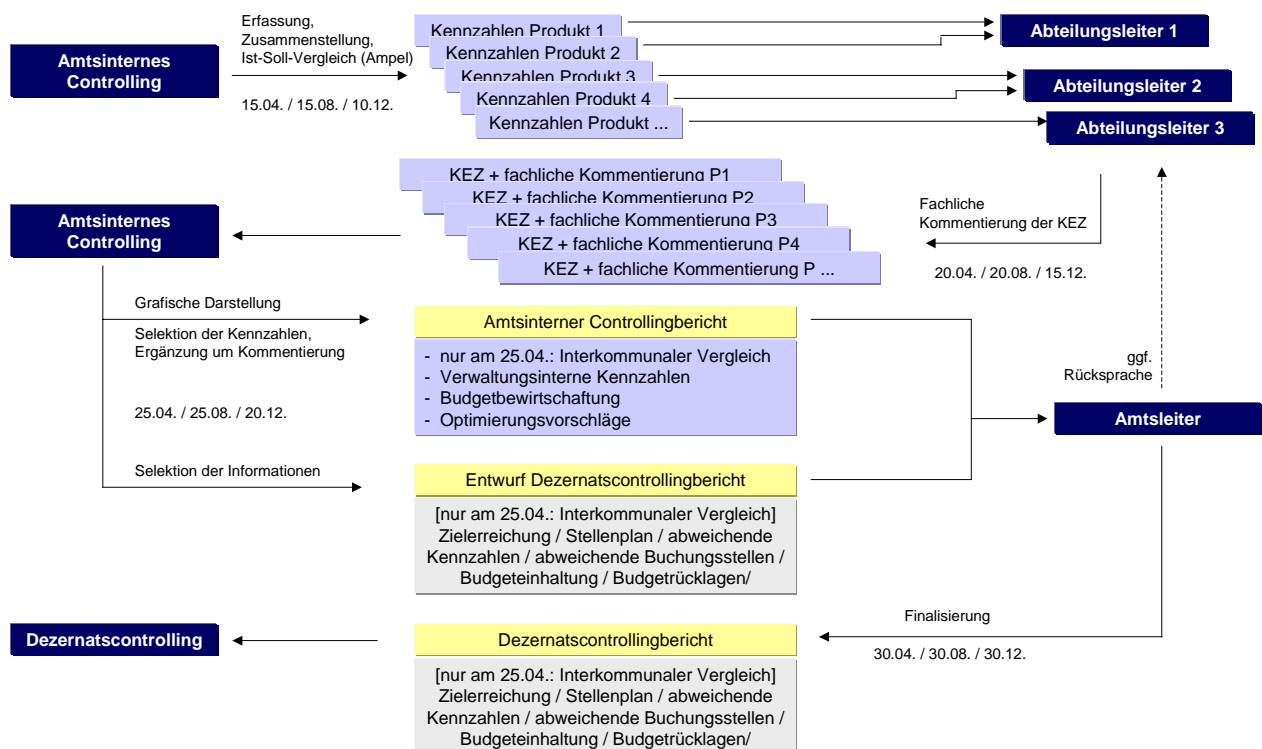 Erfassung,
Zusammenstellung,
Ist-Soll-Vergleich (Ampel)
Amtsinternes
Controlling
15.04. / 15.08. / 10.12.
Kennzahlen Produkt 1
Kennzahlen Produkt 2
Kennzahlen Produkt 3
Kennzahlen Produkt 4
Kennzahlen Produkt ...
Abteilungsleiter 1
Abteilungsleiter 2
Abteilungsleiter 3
KEZ + fachliche Kommentierung P1
KEZ + fachliche Kommentierung P2
KEZ + fachliche Kommentierung P3
KEZ + fachliche Kommentierung P4
KEZ + fachliche Kommentierung P ...
Fachliche
Kommentierung der KEZ
20.04. / 20.08. / 15.12.
Amtsinternes
Controlling
Grafische Darstellung
Selektion der Kennzahlen,
Ergänzung um Kommentierung
25.04. / 25.08. / 20.12.
Selektion der Informationen
Amtsinterner Controllingbericht
- nur am 25.04.: Interkommunaler Vergleich
- Verwaltungsinterne Kennzahlen
- Budgetbewirtschaftung
- Optimierungsvorschläge
ggf.
Rücksprache
Amtsleiter
Entwurf Dezernatscontrollingbericht
[nur am 25.04.: Interkommunaler Vergleich]
Zielerreichung / Stellenplan / abweichende
Kennzahlen / abweichende Buchungsstellen /
Budgeteinhaltung / Budgetrücklagen/
Finalisierung
30.04. / 30.08. / 30.12.
Dezernatscontrolling
Dezernatscontrollingbericht
[nur am 25.04.: Interkommunaler Vergleich]
Zielerreichung / Stellenplan / abweichende
Kennzahlen / abweichende Buchungsstellen /
Budgeteinhaltung / Budgetrücklagen/